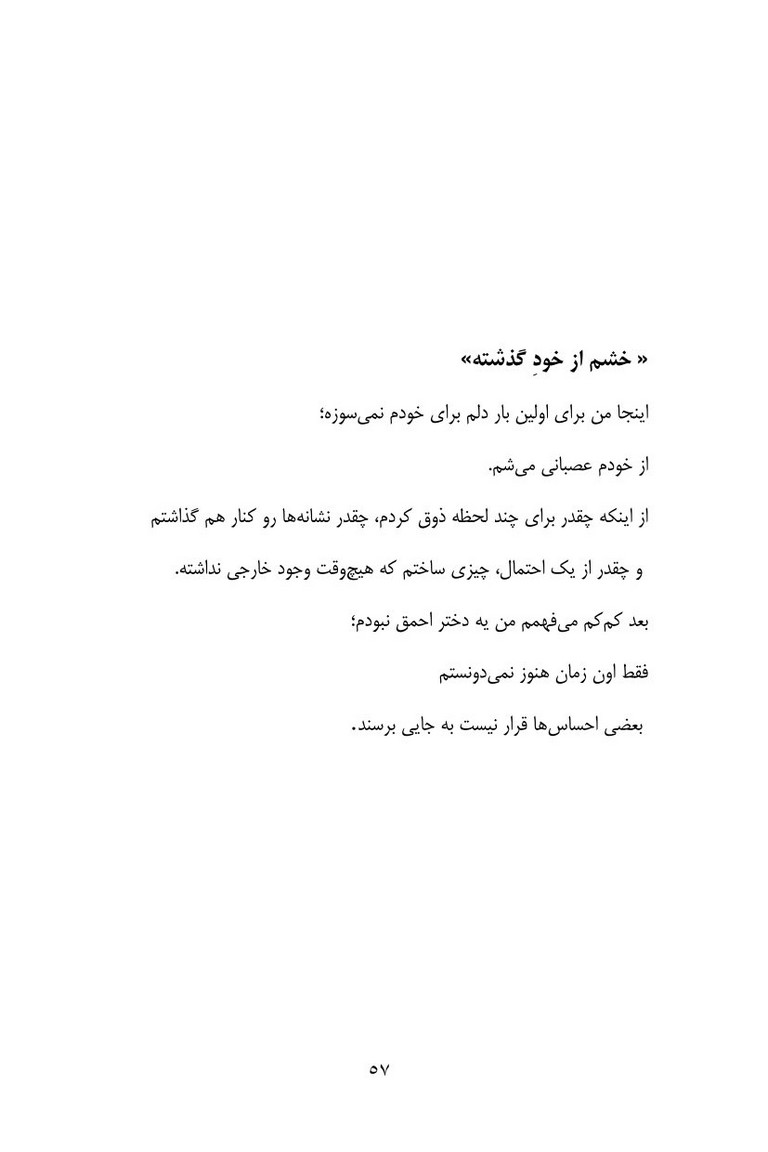 « خشم از خودِ گذشته»
اینجا من برای اولین بار دلم برای خودم نمی‌سوزه؛
از خودم عصبانی می‌شم.
از اینکه چقدر برای چند لحظه ذوق کردم، چقدر نشانه‌ها رو کنار هم گذاشتم
و چقدر از یک احتمال، چیزی ساختم که هیچ‌وقت وجود خارجی نداشته.
بعد کم‌کم می‌فهمم من یه دختر احمق نبودم؛
فقط اون زمان هنوز نمی‌دونستم
بعضی احساس‌ها قرار نیست به جایی برسند.
۵۷